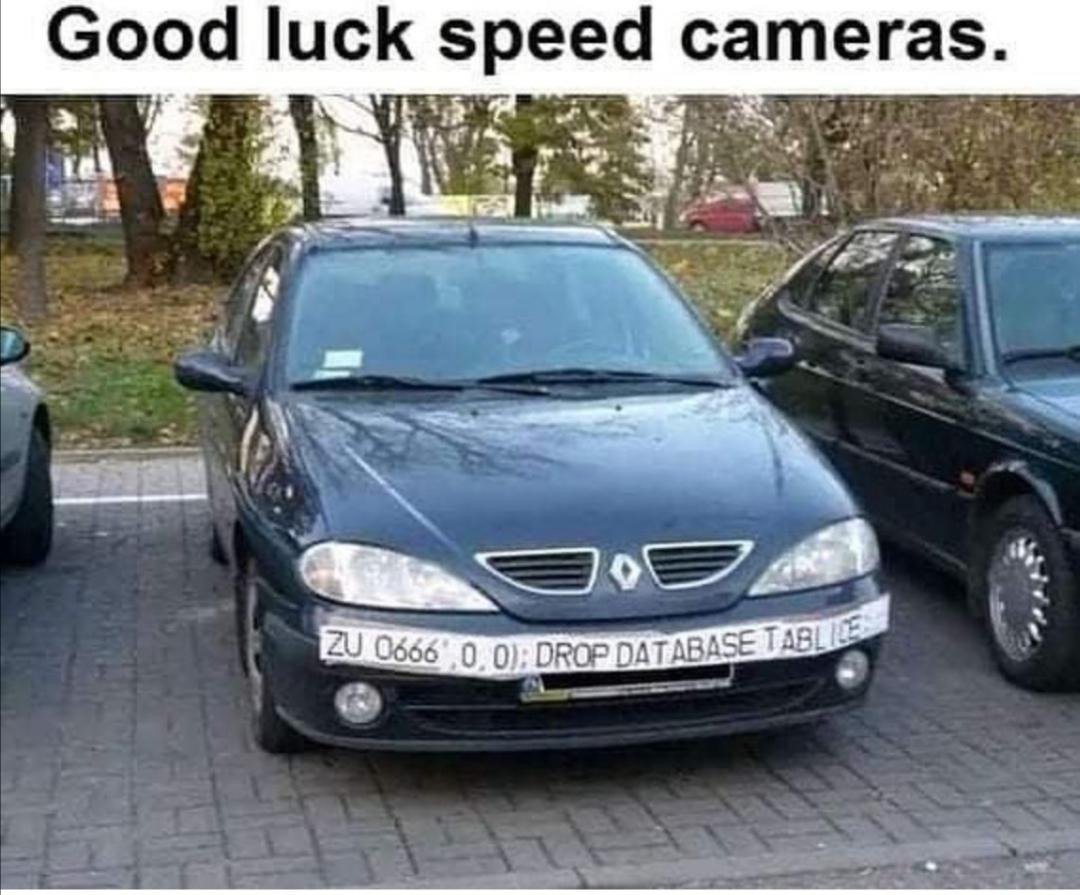 Good luck speed cameras.
ZU 0666', 0, 0); DROP DATABASE TABLICE;